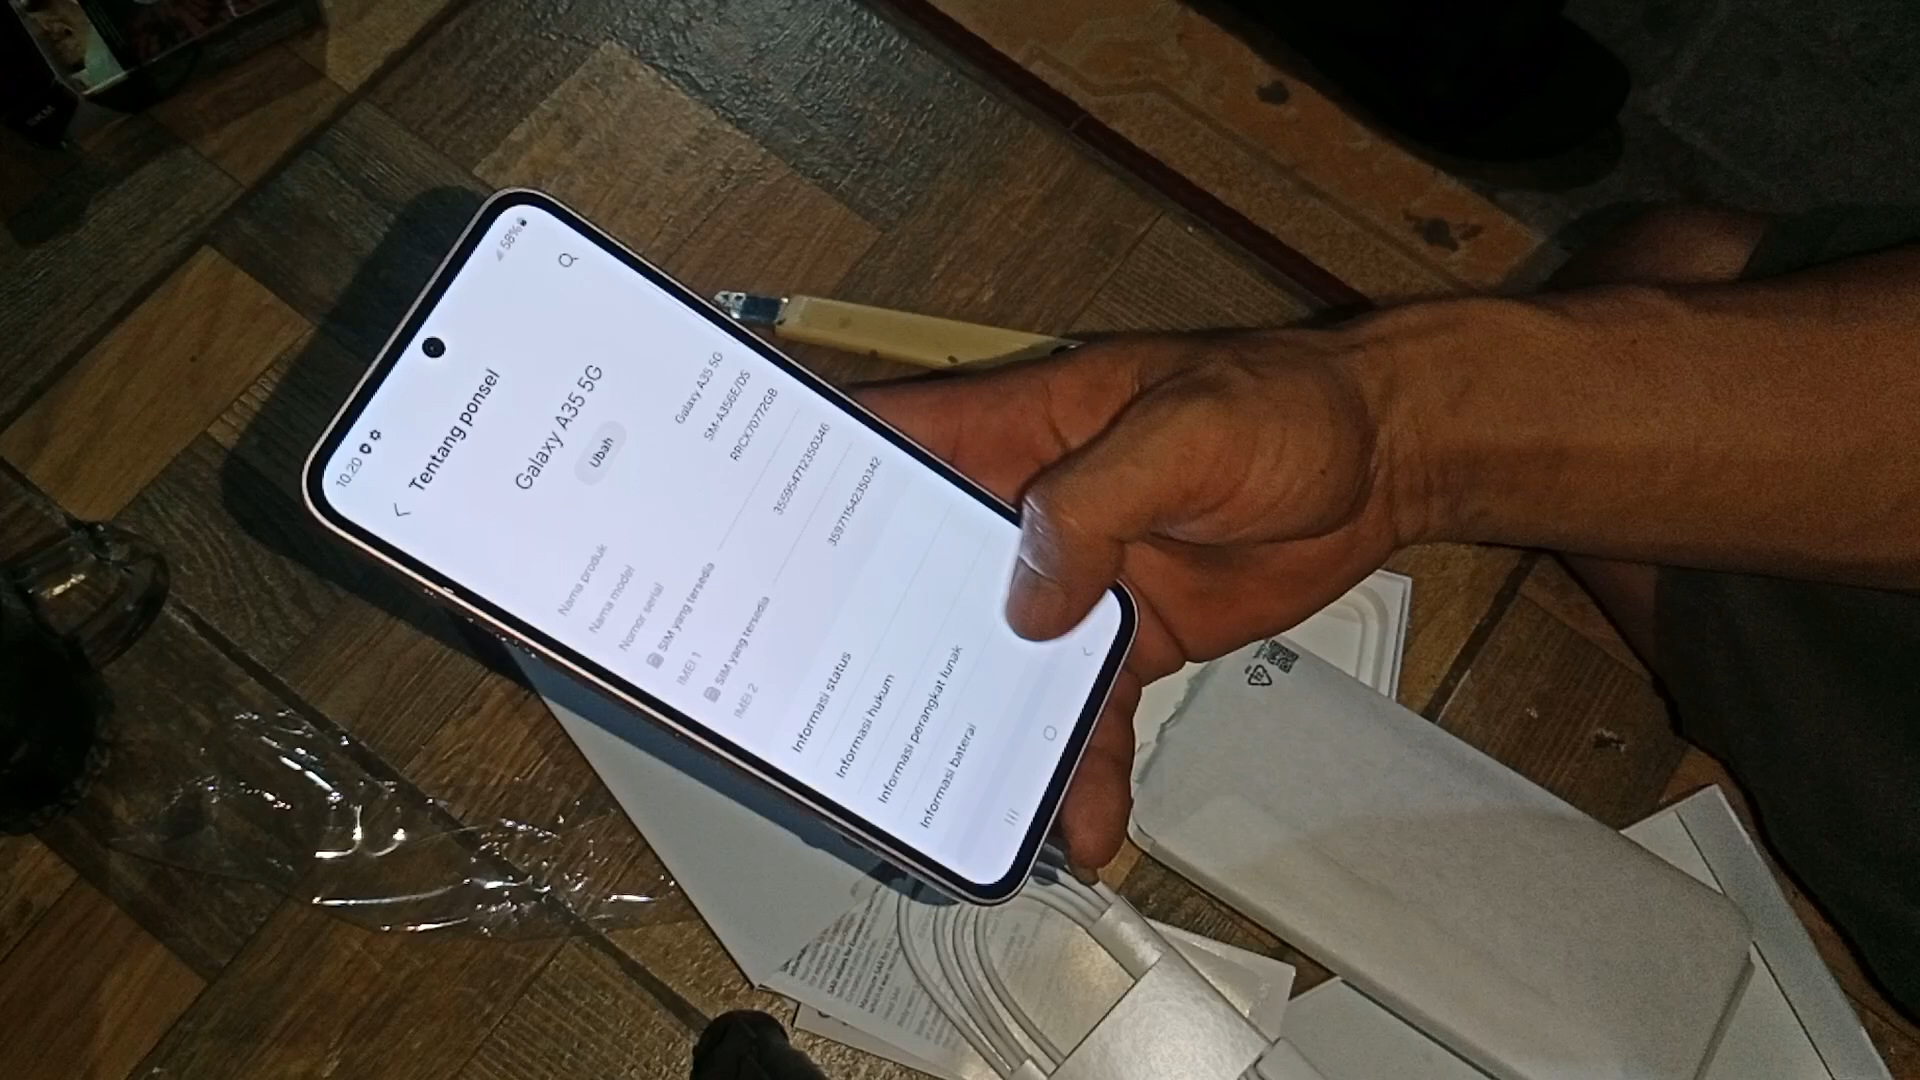 10.20
58%
Tentang ponsel
Galaxy A35 5G
Ubah
Nama produk Galaxy A35 5G
Nama model SM-A356E/DS
Nomor serial RRCX70772GB
SIM yang tersedia
IMEI 1 355954712350346
SIM yang tersedia
IMEI 2 359711542350342
Informasi status
Informasi hukum
Informasi perangkat lunak
Informasi baterai